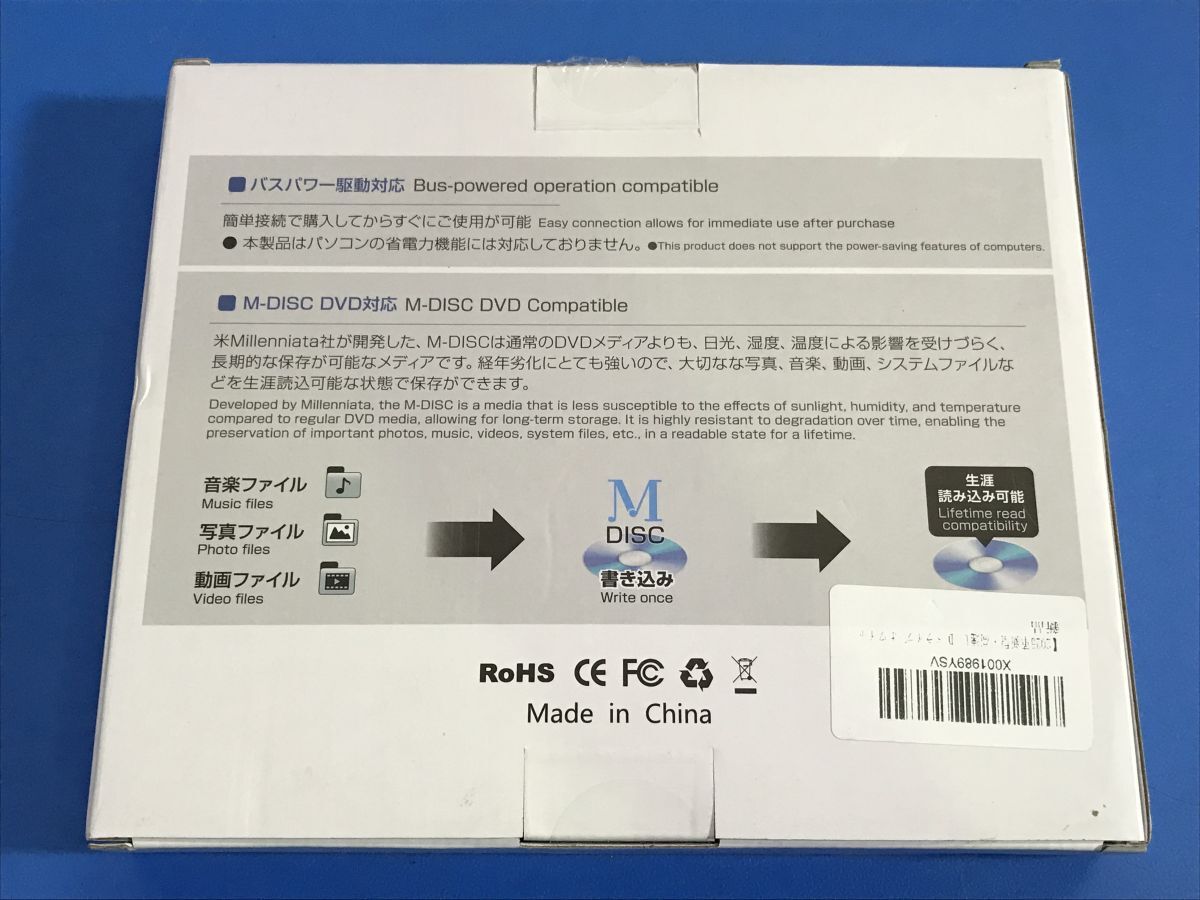 バスパワー駆動対応 Bus-powered operation compatible
簡単接続で購入してからすぐにご使用が可能 Easy connection allows for immediate use after purchase
● 本製品はパソコンの省電力機能には対応しておりません。 ●This product does not support the power-saving features of computers.
M-DISC DVD対応 M-DISC DVD Compatible
米Millenniata社が開発した、M-DISCは通常のDVDメディアよりも、日光、湿度、温度による影響を受けづらく、
長期的な保存が可能なメディアです。経年劣化にとても強いので、大切なな写真、音楽、動画、システムファイルな
どを生涯読込可能な状態で保存ができます。
Developed by Millenniata, the M-DISC is a media that is less susceptible to the effects of sunlight, humidity, and temperature
compared to regular DVD media, allowing for long-term storage. It is highly resistant to degradation over time, enabling the
preservation of important photos, music, videos, system files, etc., in a readable state for a lifetime.
音楽ファイル
Music files
写真ファイル
Photo files
動画ファイル
Video files
M
DISC
書き込み
Write once
生涯
読み込み可能
Lifetime read
compatibility
RoHS CE FC
Made in China
X001989YSV
新品